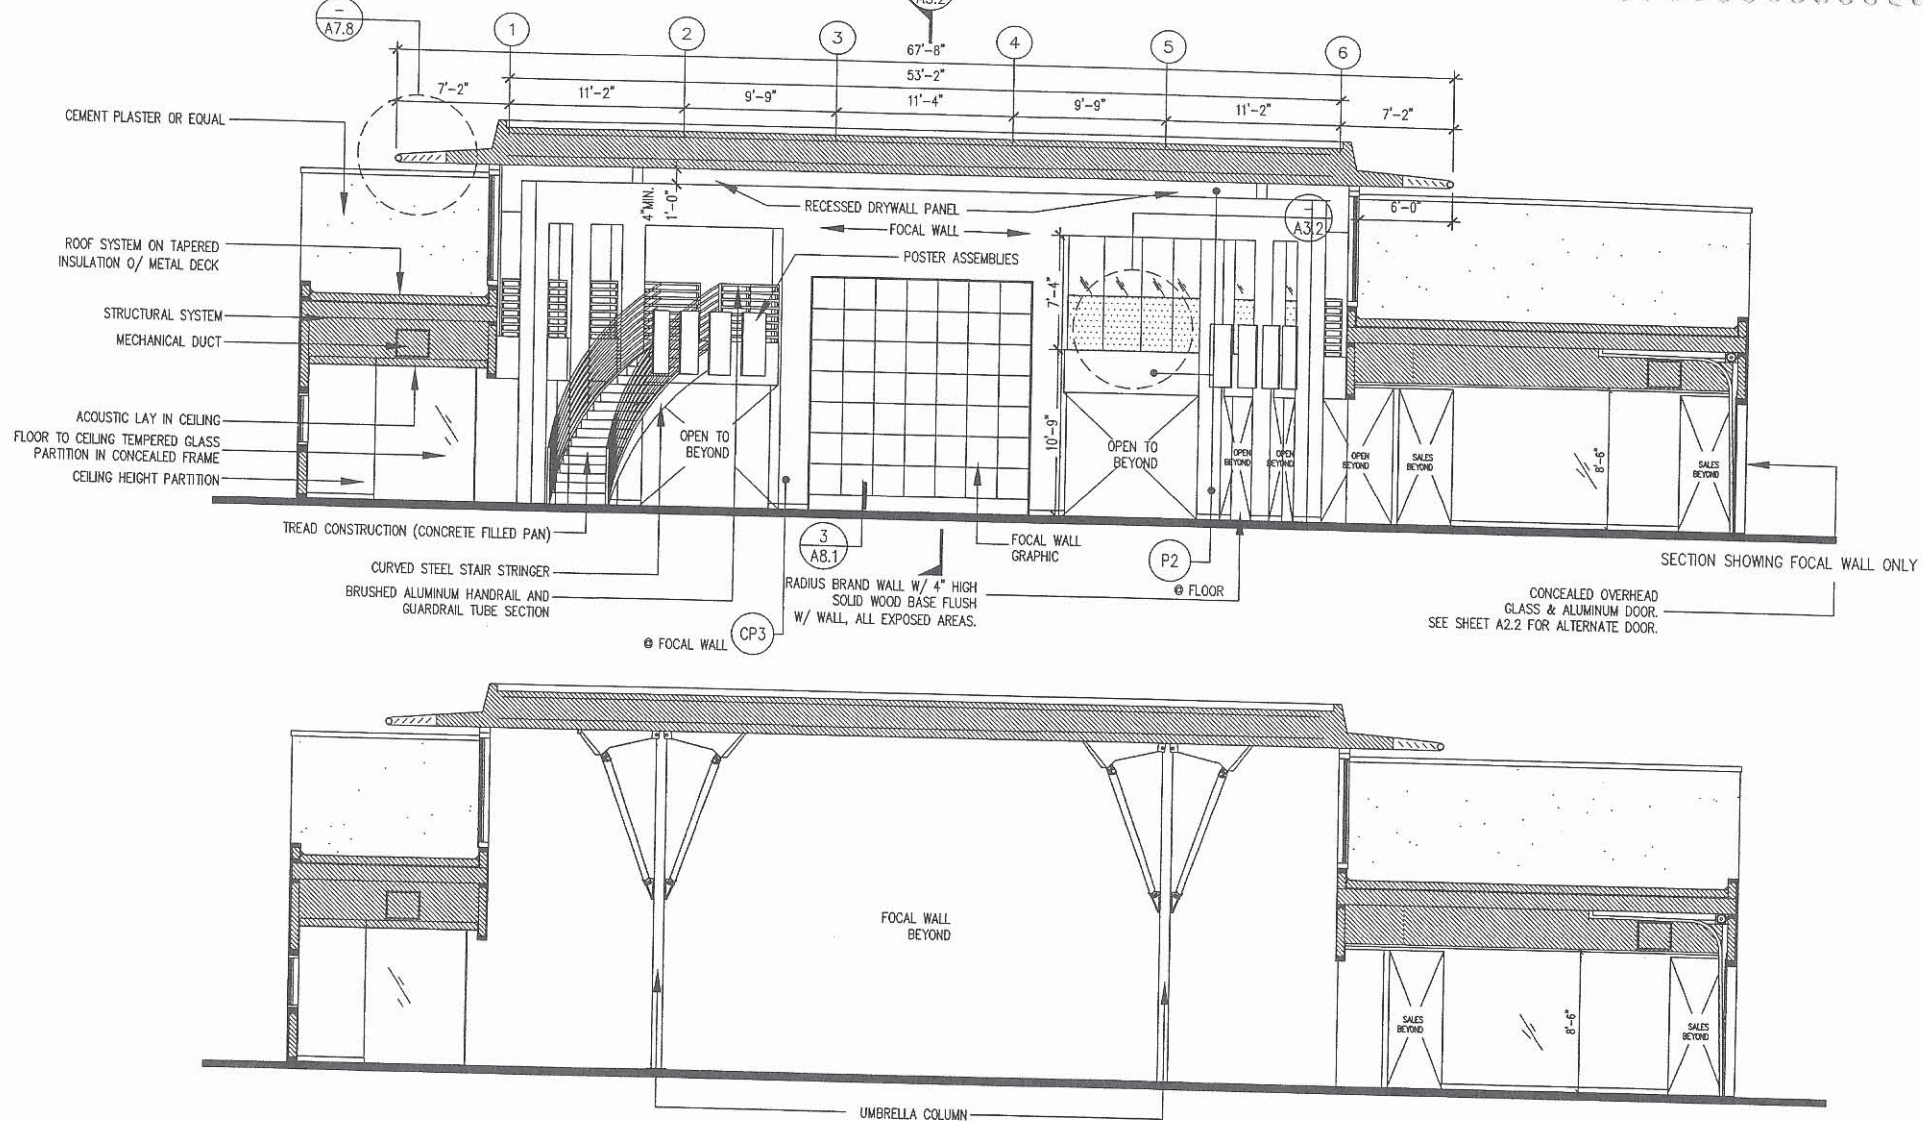 –
A7.8
A3.2
1
2
3
4
5
6
67'-8"
53'-2"
7'-2"
11'-2"
9'-9"
11'-4"
9'-9"
11'-2"
7'-2"
CEMENT PLASTER OR EQUAL
ROOF SYSTEM ON TAPERED
INSULATION O/ METAL DECK
STRUCTURAL SYSTEM
MECHANICAL DUCT
ACOUSTIC LAY IN CEILING
FLOOR TO CEILING TEMPERED GLASS
PARTITION IN CONCEALED FRAME
CEILING HEIGHT PARTITION
4"MIN.
1'-0"
RECESSED DRYWALL PANEL
FOCAL WALL
POSTER ASSEMBLIES
–
A3.2
6'-0"
7'-4"
10'-9"
OPEN TO
BEYOND
OPEN TO
BEYOND
OPEN
BEYOND
OPEN
BEYOND
OPEN
BEYOND
SALES
BEYOND
8'-6"
SALES
BEYOND
TREAD CONSTRUCTION (CONCRETE FILLED PAN)
CURVED STEEL STAIR STRINGER
BRUSHED ALUMINUM HANDRAIL AND
GUARDRAIL TUBE SECTION
@ FOCAL WALL
CP3
3
A8.1
RADIUS BRAND WALL W/ 4" HIGH
SOLID WOOD BASE FLUSH
W/ WALL, ALL EXPOSED AREAS.
FOCAL WALL
GRAPHIC
P2
@ FLOOR
SECTION SHOWING FOCAL WALL ONLY
CONCEALED OVERHEAD
GLASS & ALUMINUM DOOR.
SEE SHEET A2.2 FOR ALTERNATE DOOR.
FOCAL WALL
BEYOND
SALES
BEYOND
8'-6"
SALES
BEYOND
UMBRELLA COLUMN